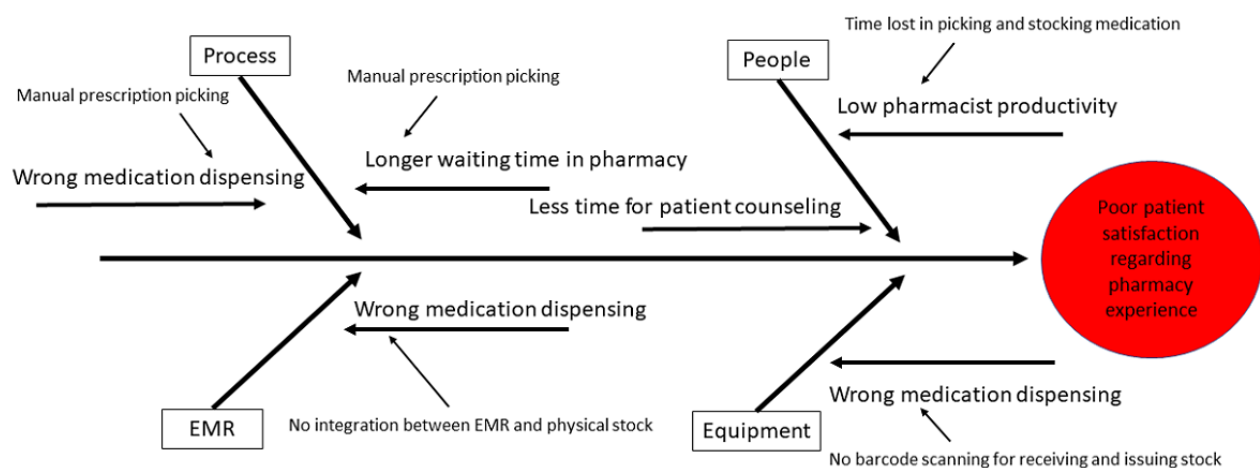 Time lost in picking and stocking medication
Process
People
Manual prescription picking
Manual prescription picking
Low pharmacist productivity
Longer waiting time in pharmacy
Wrong medication dispensing
Less time for patient counseling
Poor patient
satisfaction
regarding
pharmacy
experience
Wrong medication dispensing
Wrong medication dispensing
EMR
No integration between EMR and physical stock
Equipment
No barcode scanning for receiving and issuing stock